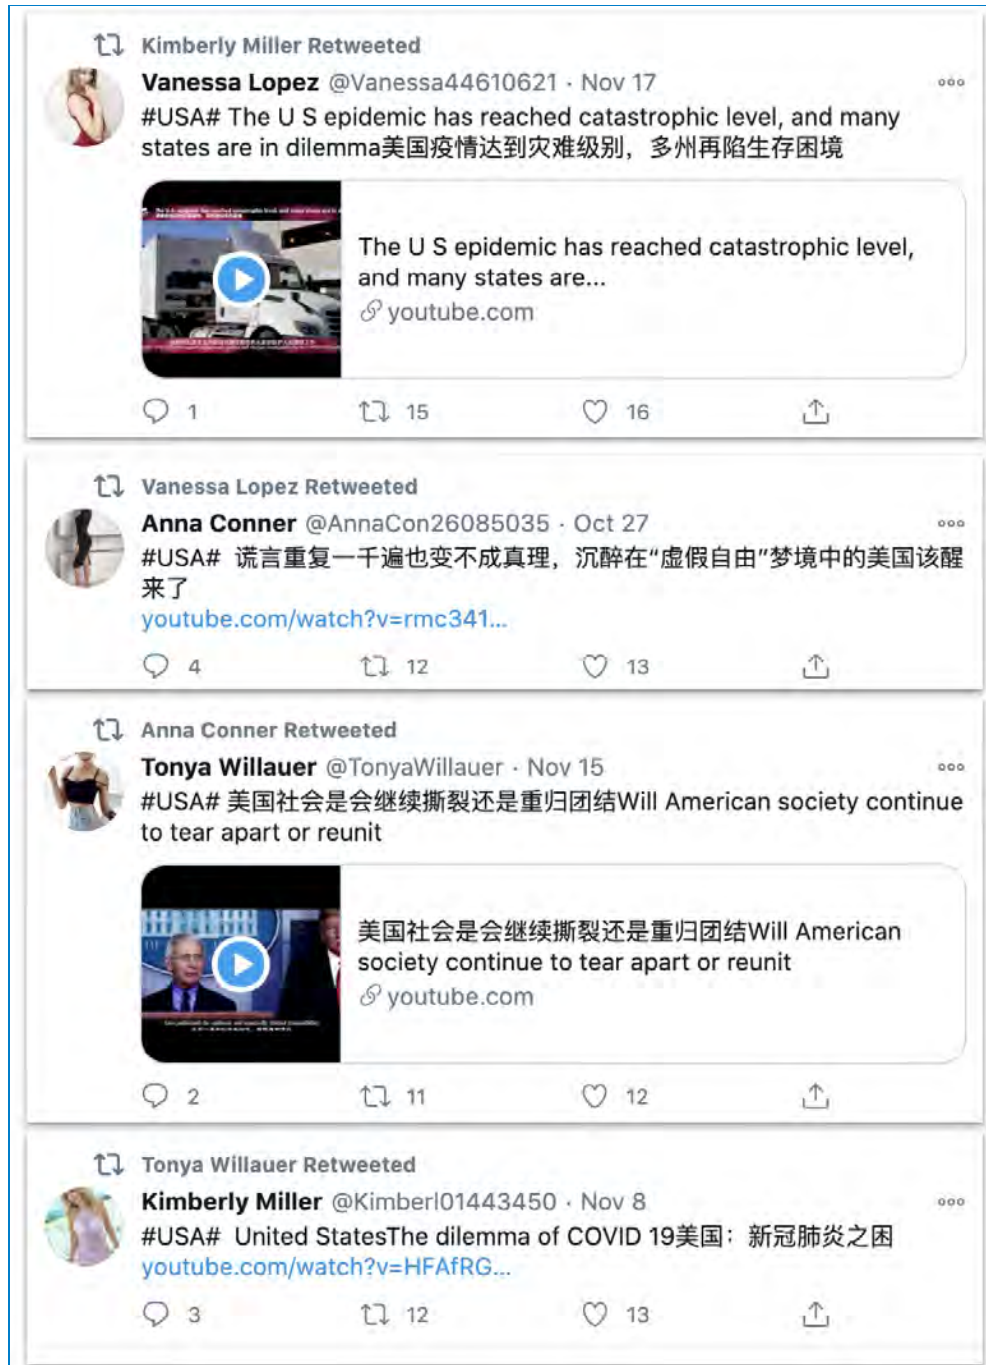 Kimberly Miller Retweeted
Vanessa Lopez @Vanessa44610621 · Nov 17
#USA# The U S epidemic has reached catastrophic level, and many
states are in dilemma美国疫情达到灾难级别，多州再陷生存困境
The U S epidemic has reached catastrophic level,
and many states are...
youtube.com
1 15 16
Vanessa Lopez Retweeted
Anna Conner @AnnaCon26085035 · Oct 27
#USA# 谎言重复一千遍也变不成真理，沉醉在“虚假自由”梦境中的美国该醒
来了
youtube.com/watch?v=rmc341...
4 12 13
Anna Conner Retweeted
Tonya Willauer @TonyaWillauer · Nov 15
#USA# 美国社会是会继续撕裂还是重归团结Will American society continue
to tear apart or reunit
美国社会是会继续撕裂还是重归团结Will American
society continue to tear apart or reunit
youtube.com
2 11 12
Tonya Willauer Retweeted
Kimberly Miller @Kimberl01443450 · Nov 8
#USA# United StatesThe dilemma of COVID 19美国：新冠肺炎之困
youtube.com/watch?v=HFAfRG...
3 12 13